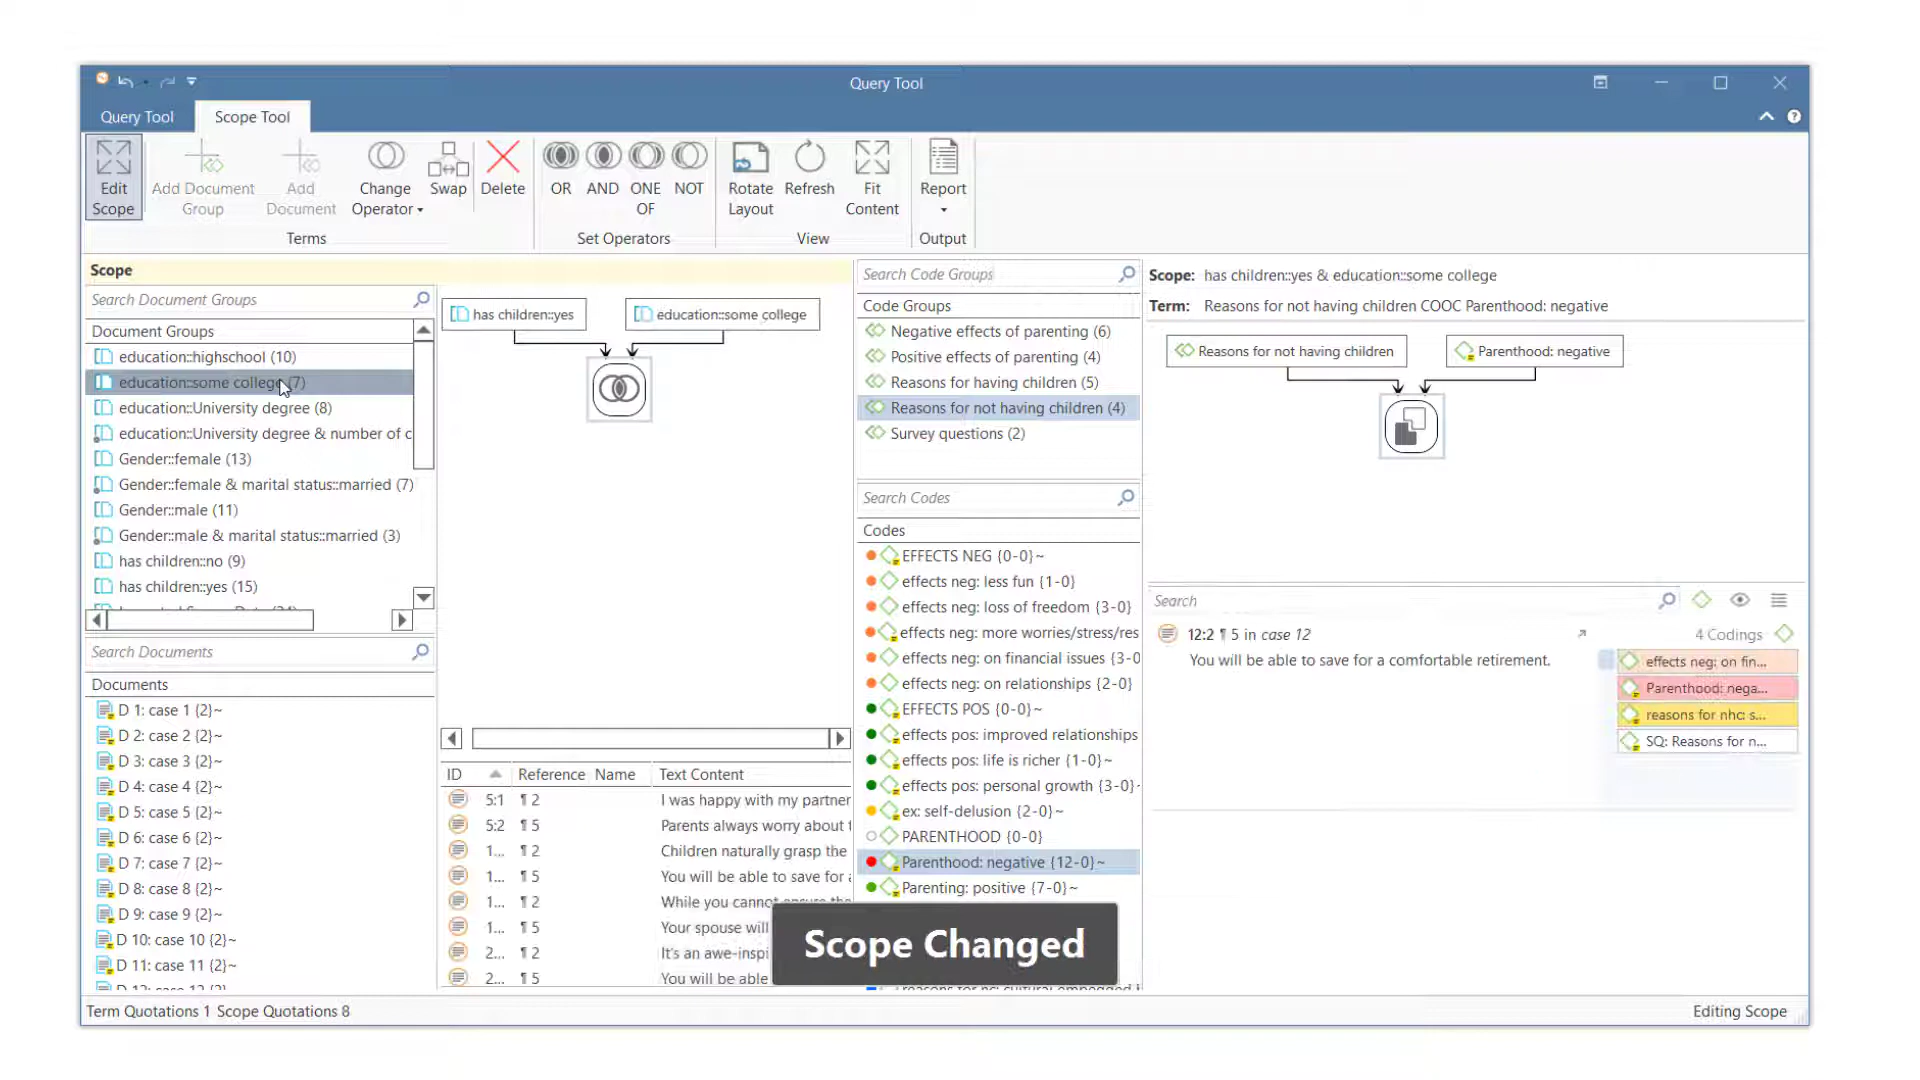 Query Tool
Query Tool
Scope Tool
Edit Scope
Add Document Group
Add Document
Change Operator
Swap
Delete
OR
AND
ONE OF
NOT
Rotate Layout
Refresh
Fit Content
Report
Terms
Set Operators
View
Output
Scope
Search Document Groups
Document Groups
education::highschool (10)
education::some college (7)
education::University degree (8)
education::University degree & number of c
Gender::female (13)
Gender::female & marital status::married (7)
Gender::male (11)
Gender::male & marital status::married (3)
has children::no (9)
has children::yes (15)
Search Documents
Documents
D 1: case 1 {2}~
D 2: case 2 {2}~
D 3: case 3 {2}~
D 4: case 4 {2}~
D 5: case 5 {2}~
D 6: case 6 {2}~
D 7: case 7 {2}~
D 8: case 8 {2}~
D 9: case 9 {2}~
D 10: case 10 {2}~
D 11: case 11 {2}~
has children::yes
education::some college
ID Reference Name Text Content
5:1 ¶ 2 I was happy with my partner
5:2 ¶ 5 Parents always worry about t
1... ¶ 2 Children naturally grasp the
1... ¶ 5 You will be able to save for a
1... ¶ 2 While you cannot ensure the
1... ¶ 5 Your spouse will
2... ¶ 2 It's an awe-inspi
2... ¶ 5 You will be able
Search Code Groups
Code Groups
Negative effects of parenting (6)
Positive effects of parenting (4)
Reasons for having children (5)
Reasons for not having children (4)
Survey questions (2)
Search Codes
Codes
EFFECTS NEG {0-0}~
effects neg: less fun {1-0}
effects neg: loss of freedom {3-0}
effects neg: more worries/stress/res
effects neg: on financial issues {3-0
effects neg: on relationships {2-0}
EFFECTS POS {0-0}~
effects pos: improved relationships
effects pos: life is richer {1-0}~
effects pos: personal growth {3-0}~
ex: self-delusion {2-0}~
PARENTHOOD {0-0}
Parenthood: negative {12-0}~
Parenting: positive {7-0}~
Scope Changed
Scope: has children::yes & education::some college
Term: Reasons for not having children COOC Parenthood: negative
Reasons for not having children
Parenthood: negative
Search
12:2 ¶ 5 in case 12
4 Codings
You will be able to save for a comfortable retirement.
effects neg: on fin...
Parenthood: nega...
reasons for nhc: s...
SQ: Reasons for n...
Term Quotations 1 Scope Quotations 8
Editing Scope